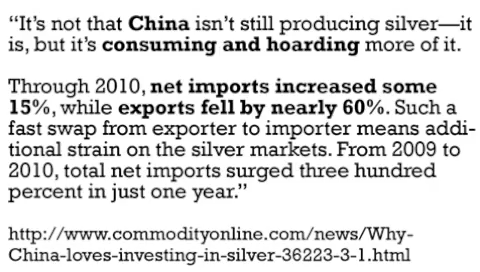 “It’s not that China isn’t still producing silver—it
is, but it’s consuming and hoarding more of it.
Through 2010, net imports increased some
15%, while exports fell by nearly 60%. Such a
fast swap from exporter to importer means addi-
tional strain on the silver markets. From 2009 to
2010, total net imports surged three hundred
percent in just one year.”
http://www.commodityonline.com/news/Why-
China-loves-investing-in-silver-36223-3-1.html